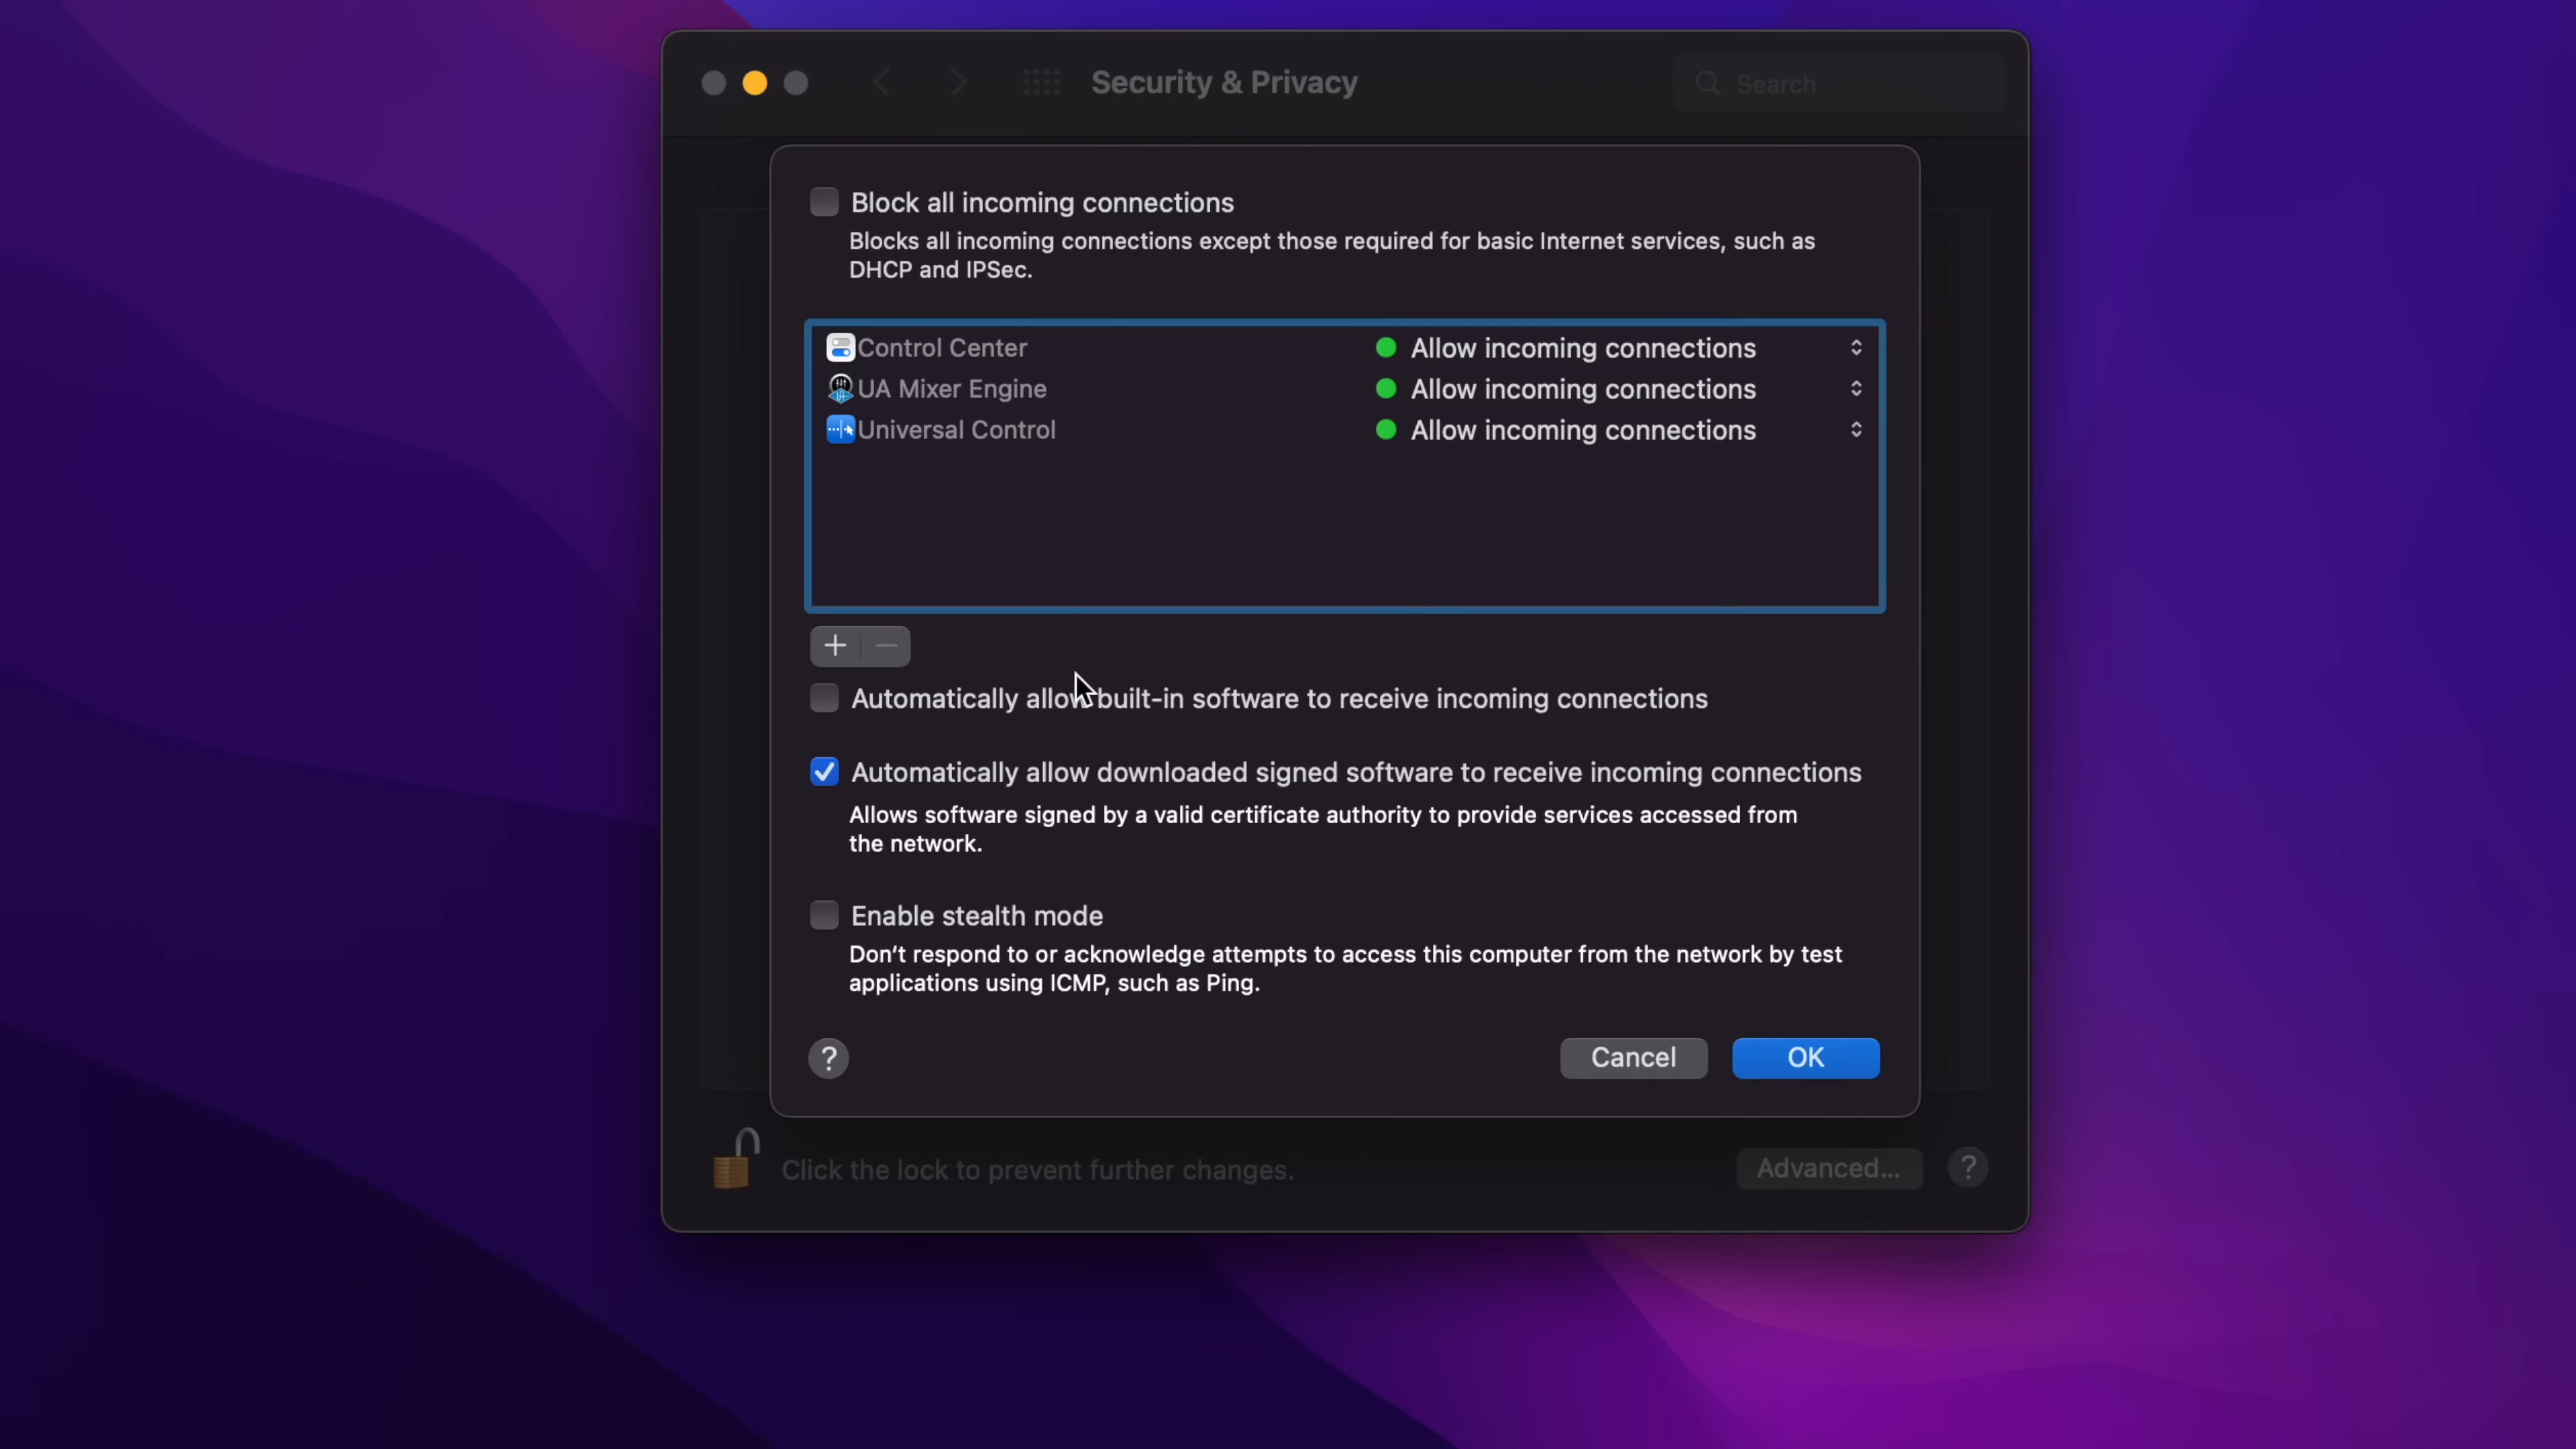 Security & Privacy
Search
Block all incoming connections
Blocks all incoming connections except those required for basic Internet services, such as
DHCP and IPSec.
Control Center Allow incoming connections
UA Mixer Engine Allow incoming connections
Universal Control Allow incoming connections
Automatically allow built-in software to receive incoming connections
Automatically allow downloaded signed software to receive incoming connections
Allows software signed by a valid certificate authority to provide services accessed from
the network.
Enable stealth mode
Don't respond to or acknowledge attempts to access this computer from the network by test
applications using ICMP, such as Ping.
? Cancel OK
Click the lock to prevent further changes. Advanced... ?